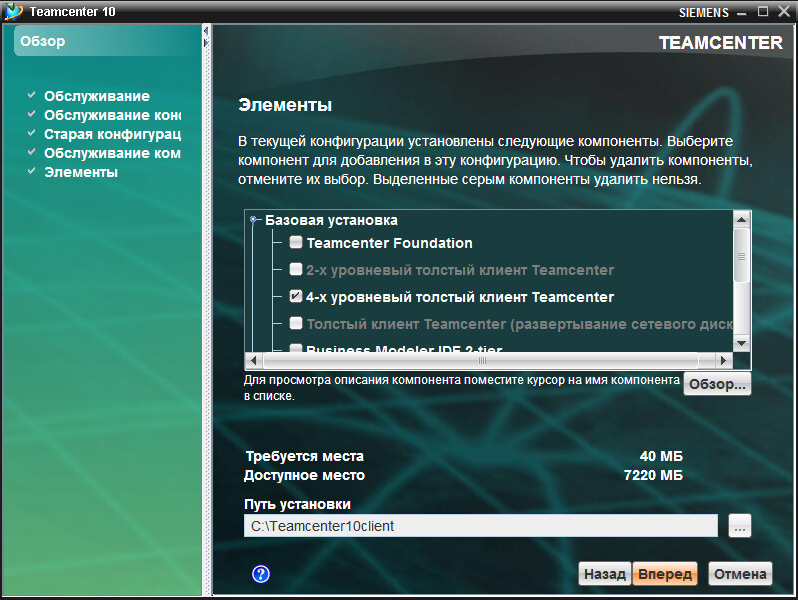 Teamcenter 10
SIEMENS
Обзор
TEAMCENTER
Обслуживание
Обслуживание кон
Старая конфигурац
Обслуживание ком
Элементы
Элементы
В текущей конфигурации установлены следующие компоненты. Выберите
компонент для добавления в эту конфигурацию. Чтобы удалить компоненты,
отмените их выбор. Выделенные серым компоненты удалить нельзя.
Базовая установка
Teamcenter Foundation
2-х уровневый толстый клиент Teamcenter
4-х уровневый толстый клиент Teamcenter
Толстый клиент Teamcenter (развертывание сетевого диск
Business Modeler IDE 2-tier
Для просмотра описания компонента поместите курсор на имя компонента
в списке.
Обзор...
Требуется места 40 МБ
Доступное место 7220 МБ
Путь установки
C:\Teamcenter10client
...
?
Назад Вперед Отмена